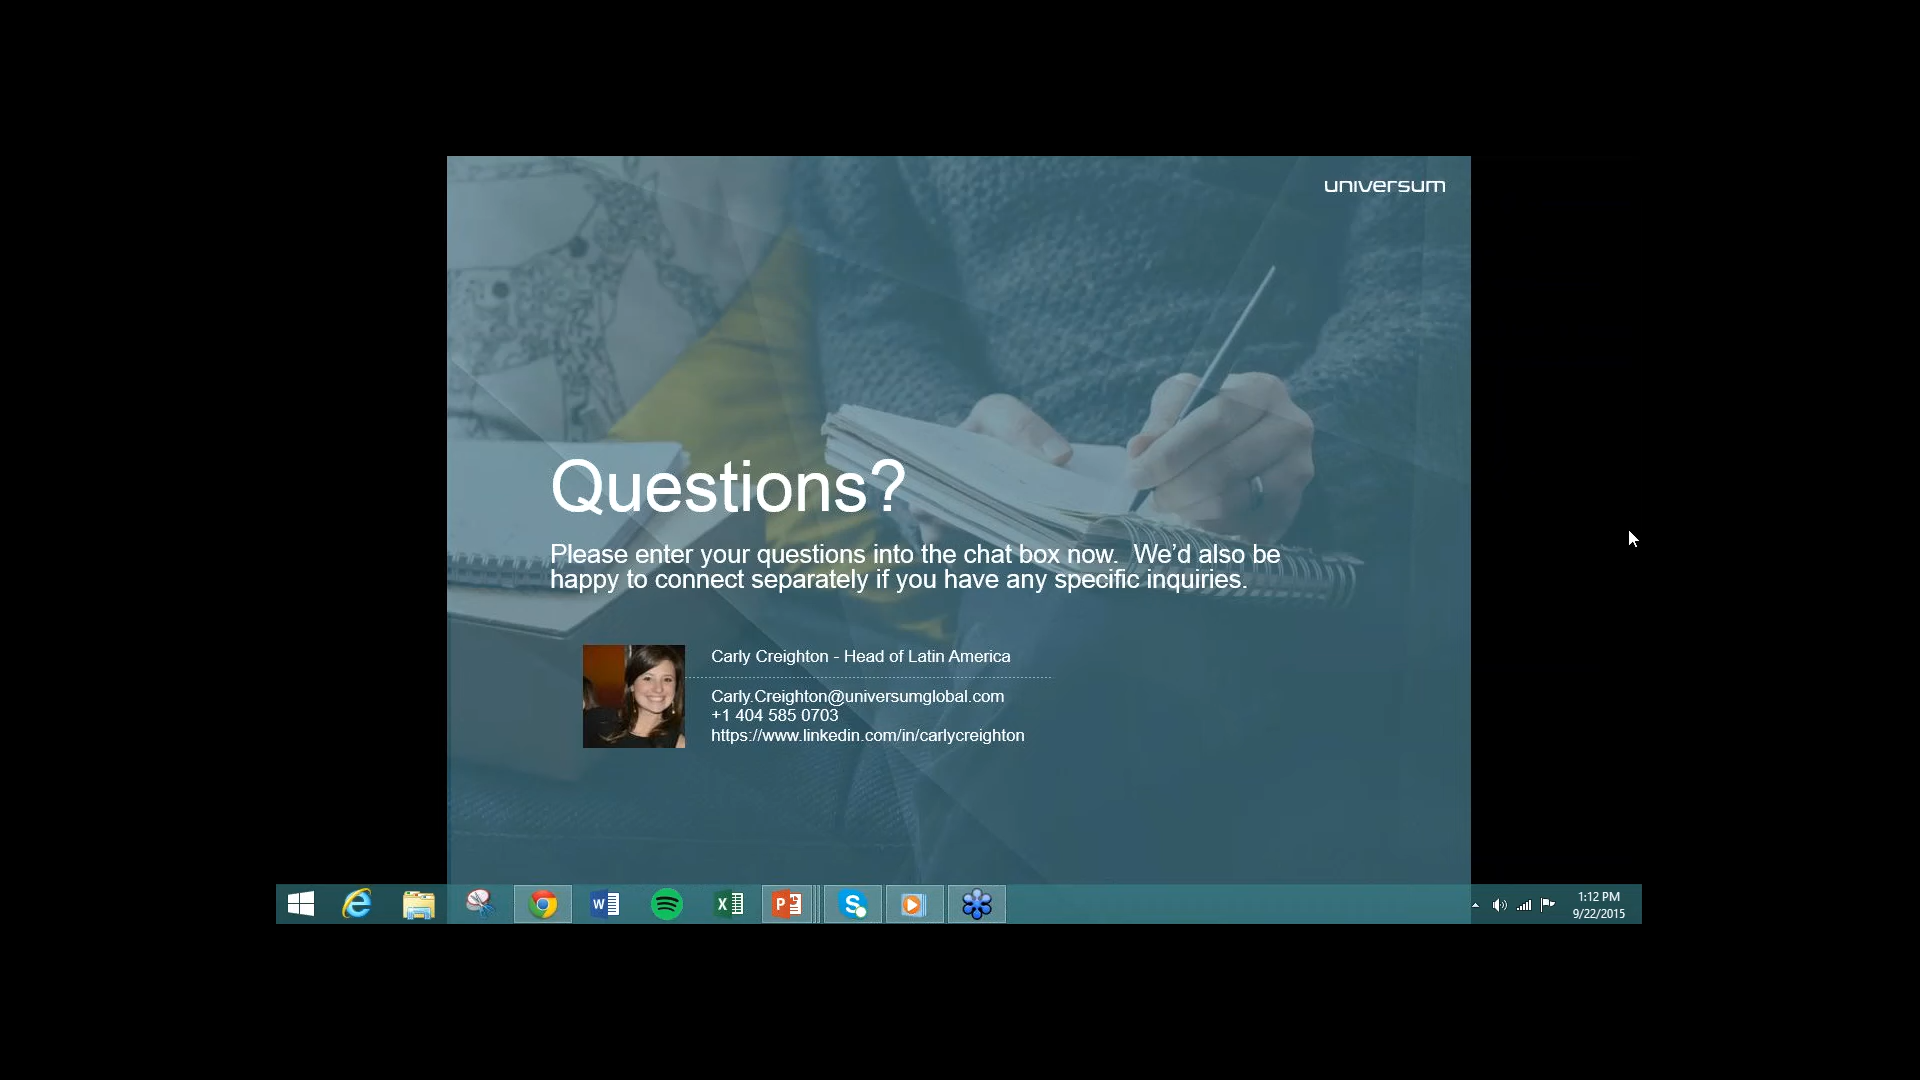 universum
Questions?
Please enter your questions into the chat box now.  We’d also be
happy to connect separately if you have any specific inquiries.
Carly Creighton - Head of Latin America
Carly.Creighton@universumglobal.com
+1 404 585 0703
https://www.linkedin.com/in/carlycreighton
1:12 PM
9/22/2015